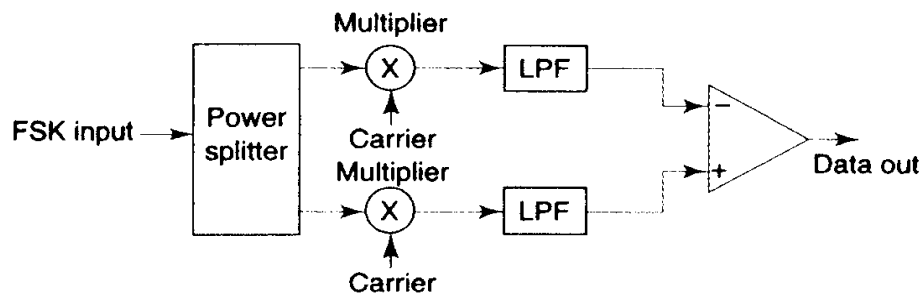 Multiplier
X
LPF
−
FSK input
Power
splitter
Carrier
Multiplier
+
Data out
X
LPF
Carrier